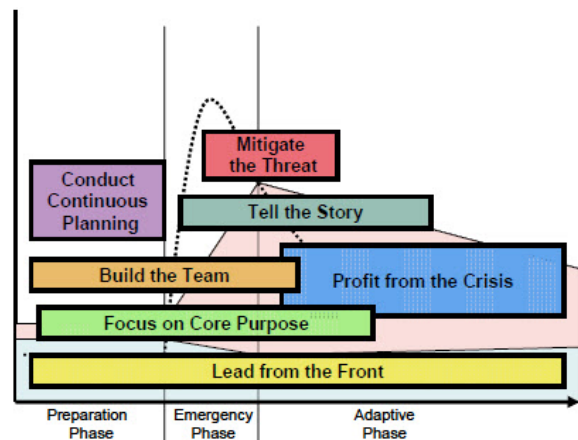 Mitigate
the Threat
Conduct
Continuous
Planning
Tell the Story
Build the Team
Profit from the Crisis
Focus on Core Purpose
Lead from the Front
Preparation
Phase
Emergency
Phase
Adaptive
Phase